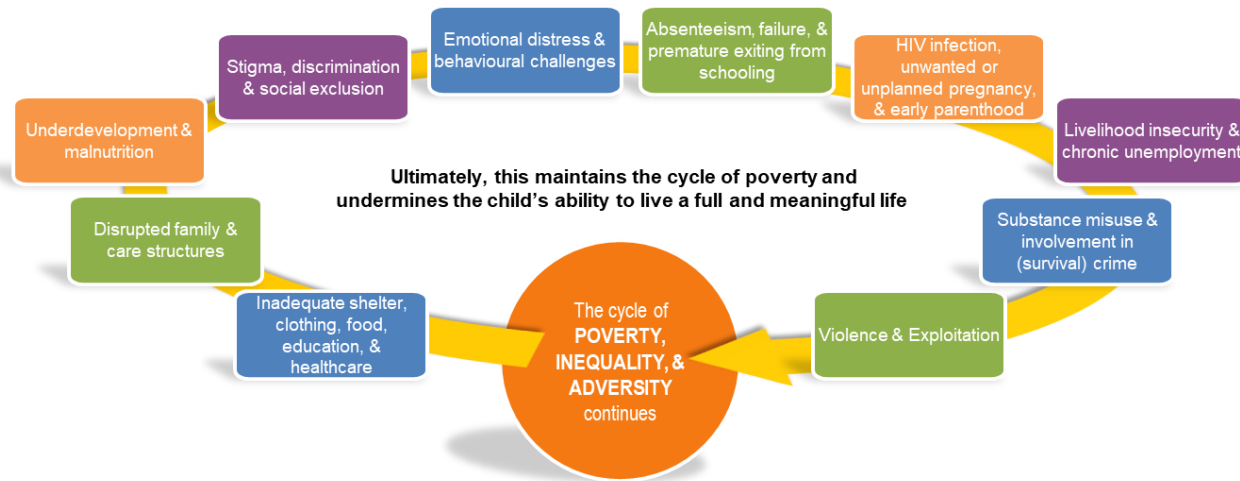 Emotional distress &
behavioural challenges
Absenteeism, failure, &
premature exiting from
schooling
HIV infection,
unwanted or
unplanned pregnancy,
& early parenthood
Stigma, discrimination
& social exclusion
Underdevelopment &
malnutrition
Livelihood insecurity &
chronic unemployment
Ultimately, this maintains the cycle of poverty and
undermines the child’s ability to live a full and meaningful life
Disrupted family &
care structures
Substance misuse &
involvement in
(survival) crime
Inadequate shelter,
clothing, food,
education, &
healthcare
The cycle of
POVERTY,
INEQUALITY, &
ADVERSITY
continues
Violence & Exploitation